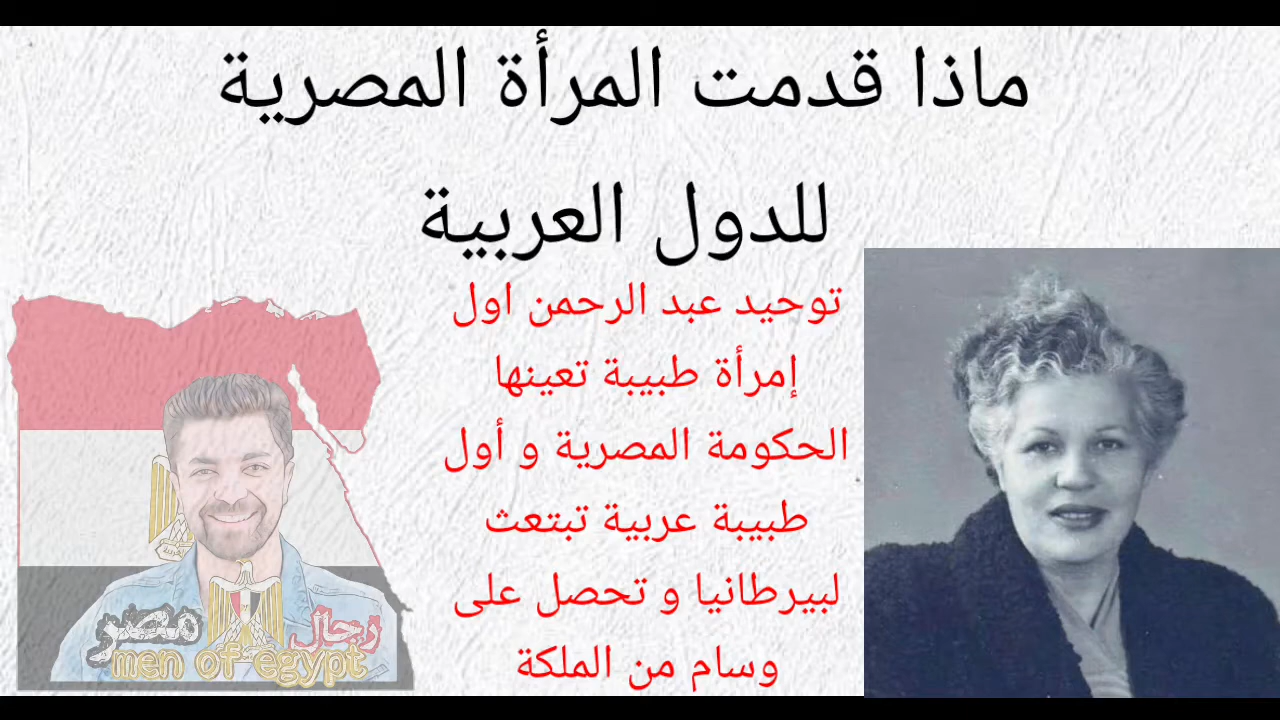 ماذا قدمت المرأة المصرية
للدول العربية
توحيد عبد الرحمن اول
إمرأة طبيبة تعينها
الحكومة المصرية و أول
طبيبة عربية تبتعث
لبيرطانيا و تحصل على
وسام من الملكة
رجال مصر
men of egypt